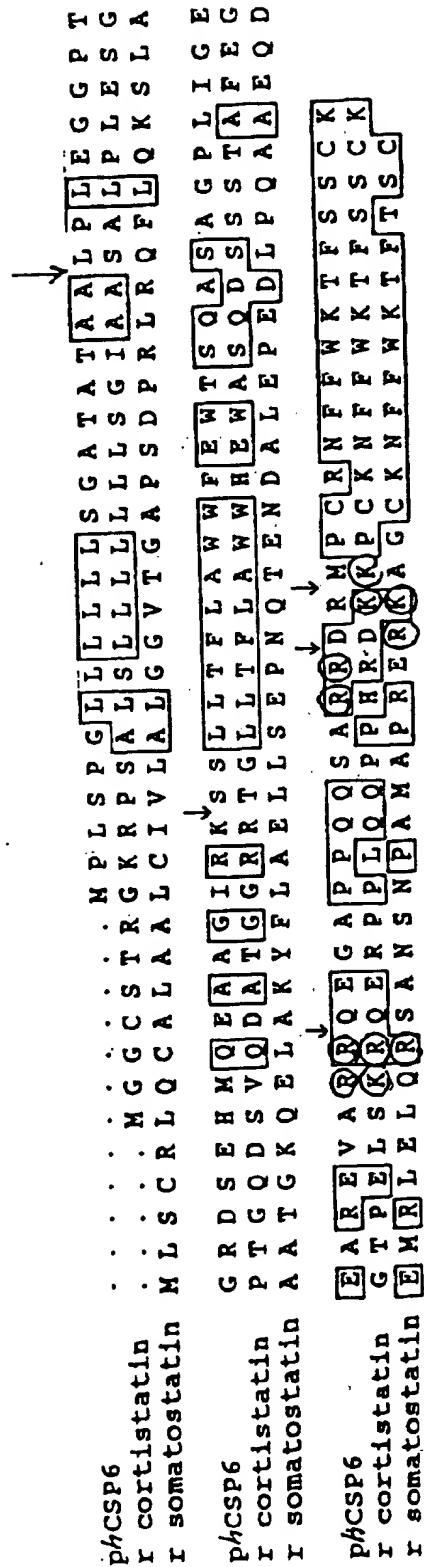 phCSP6 . . . . . . . . . . . . M P L S P G L L L L L L S G A T A T A A L P L E G G P T
r cortistatin . . . . . M G G C S T R G K R P S A L S L L L L L L L S G I A A S A L P L E S G
r somatostatin M L S C R L Q C A L A A L C I V L A L G G V T G A P S D P R L R Q F L Q K S L A
phCSP6 G R D S E H M Q E A A G I R K S S L L T F L A W W F E W T S Q A S A G P L I G E
r cortistatin P T G Q D S V Q D A T G G R R T G L L T F L A W W H E W A S Q D S S S T A F E G
r somatostatin A A T G K Q E L A K Y F L A E L L S E P N Q T E N D A L E P E D L P Q A A E Q D
phCSP6 E A R E V A R R Q E G A P P Q Q S A R R D R M P C R N F F W K T F S S C K
r cortistatin G T P E L S K R Q E R P P L Q Q P P H R D K K P C K N F F W K T F S S C K
r somatostatin E M R L E L Q R S A N S N P A M A P R E R K A G C K N F F W K T F T S C